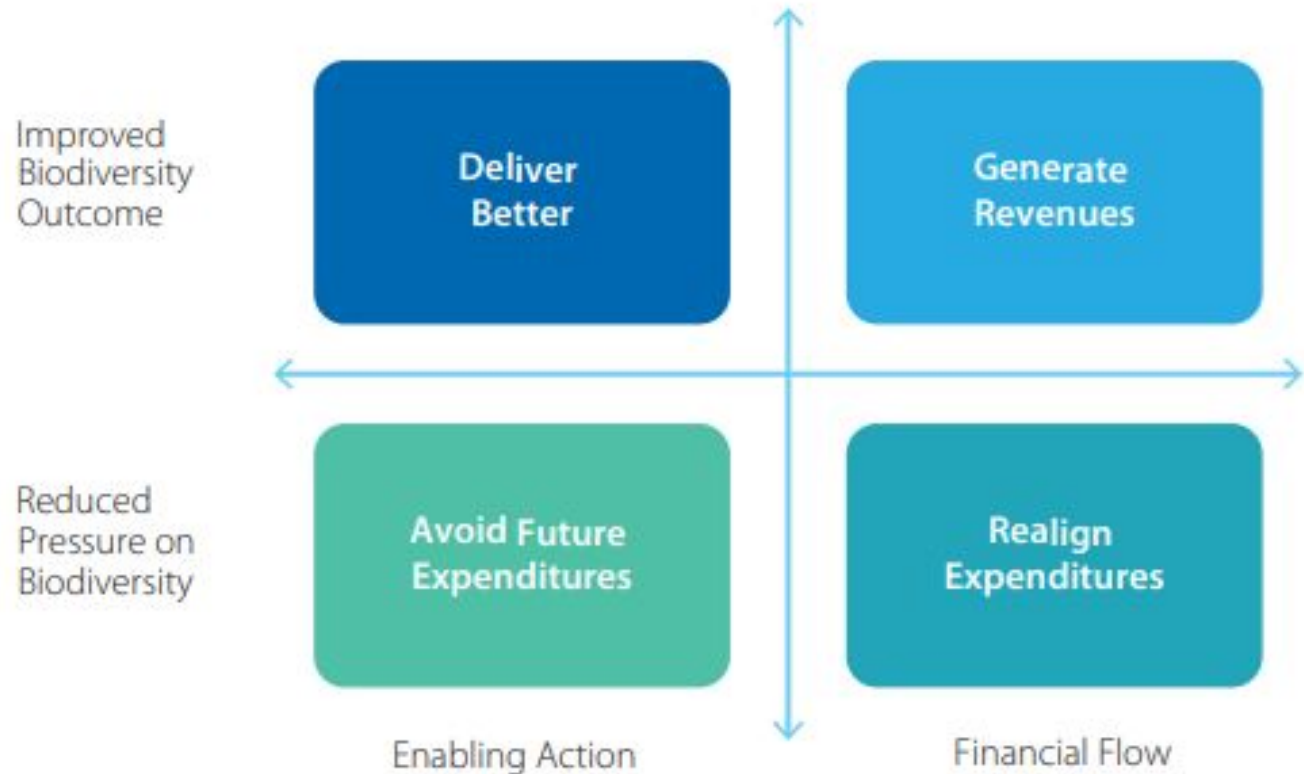 Improved
Biodiversity
Outcome
Deliver
Better
Generate
Revenues
Reduced
Pressure on
Biodiversity
Avoid Future
Expenditures
Realign
Expenditures
Enabling Action
Financial Flow